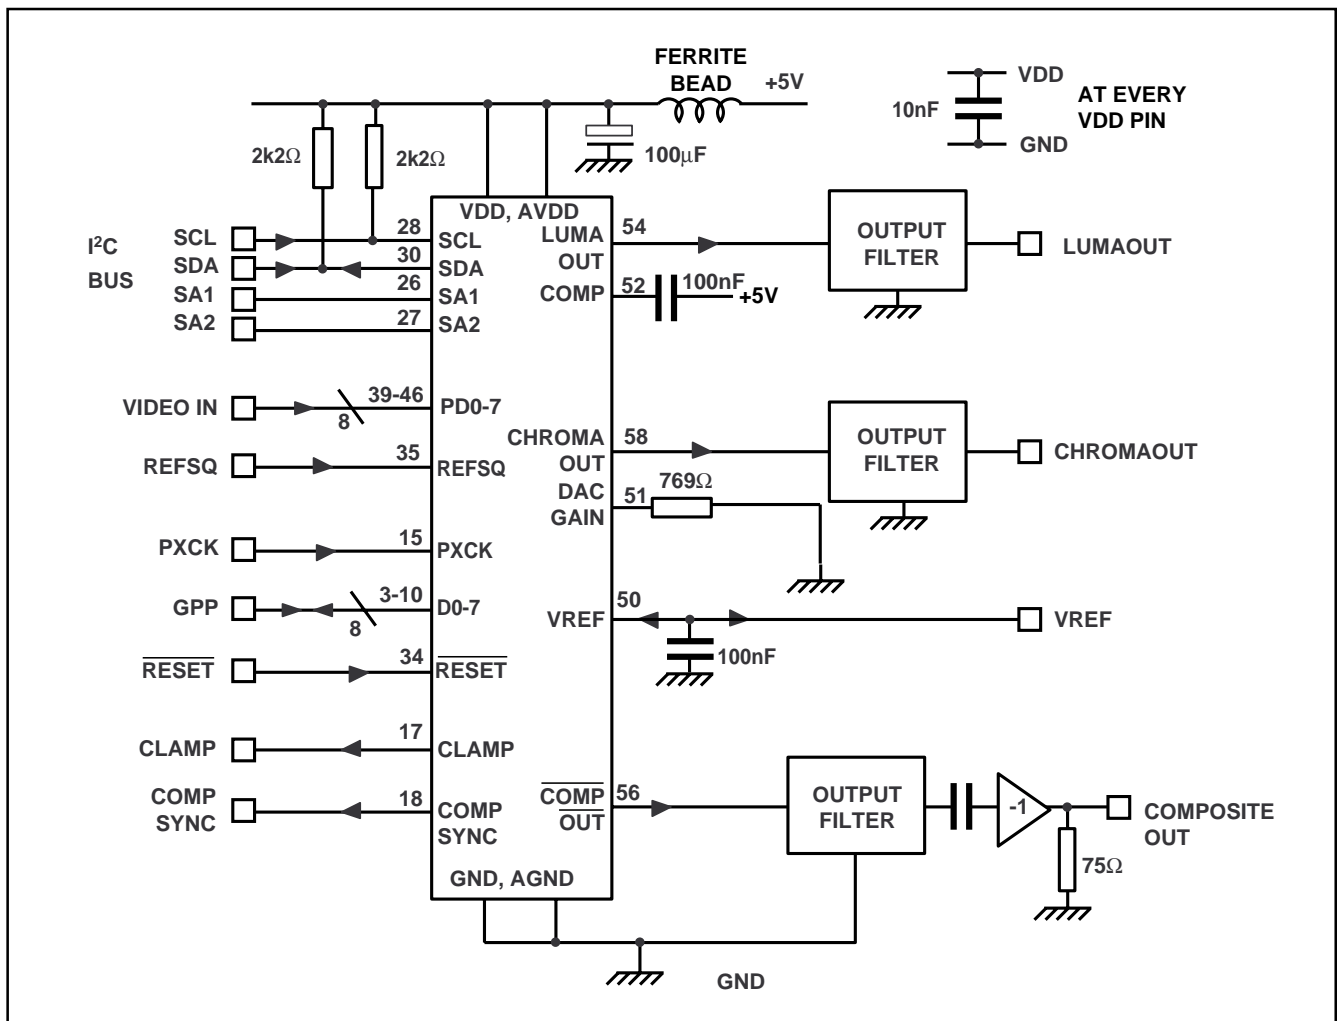 FERRITE
BEAD
+5V
VDD
10nF
AT EVERY
VDD PIN
GND
2k2Ω
2k2Ω
100µF
VDD, AVDD
I²C
BUS
SCL
28
SCL
SDA
30
SDA
SA1
26
SA1
SA2
27
SA2
LUMA
OUT
54
OUTPUT
FILTER
LUMAOUT
COMP
52
100nF
+5V
VIDEO IN
8
39-46
PD0-7
REFSQ
35
REFSQ
CHROMA
OUT
58
OUTPUT
FILTER
CHROMAOUT
DAC
GAIN
51
769Ω
PXCK
15
PXCK
GPP
8
3-10
D0-7
VREF
50
100nF
VREF
RESET
34
RESET
CLAMP
17
CLAMP
COMP
SYNC
18
COMP
SYNC
COMP
OUT
56
OUTPUT
FILTER
-1
COMPOSITE
OUT
75Ω
GND, AGND
GND